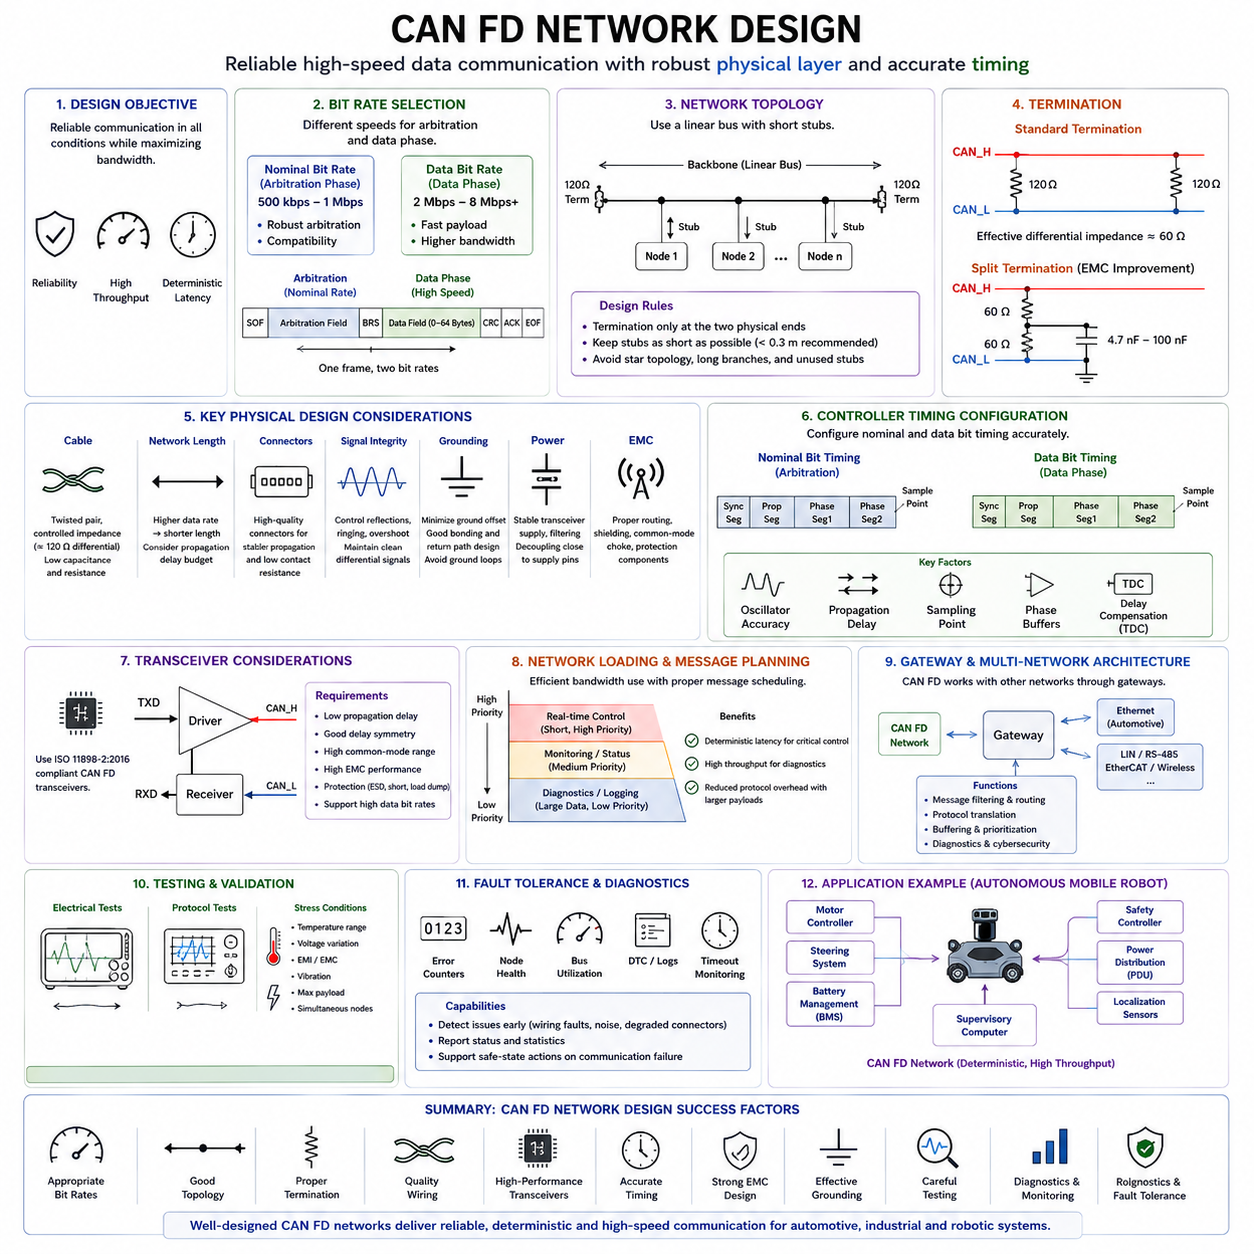 CAN FD NETWORK DESIGN
Reliable high-speed data communication with robust physical layer and accurate timing
1. DESIGN OBJECTIVE
Reliable communication in all
conditions while maximizing
bandwidth.
Reliability
High
Throughput
Deterministic
Latency
2. BIT RATE SELECTION
Different speeds for arbitration
and data phase.
Nominal Bit Rate
(Arbitration Phase)
500 kbps – 1 Mbps
• Robust arbitration
• Compatibility
Data Bit Rate
(Data Phase)
2 Mbps – 8 Mbps+
• Fast payload
• Higher bandwidth
Arbitration
(Nominal Rate)
Data Phase
(High Speed)
SOF
Arbitration Field
BRS
Data Field (0–64 Bytes)
CRC
ACK
EOF
One frame, two bit rates
3. NETWORK TOPOLOGY
Use a linear bus with short stubs.
Backbone (Linear Bus)
120Ω
Term
120Ω
Term
Stub
Stub
Stub
Node 1
Node 2
...
Node n
Design Rules
• Termination only at the two physical ends
• Keep stubs as short as possible (< 0.3 m recommended)
• Avoid star topology, long branches, and unused stubs
4. TERMINATION
Standard Termination
CAN_H
120Ω
120Ω
CAN_L
Effective differential impedance ≈ 60 Ω
Split Termination (EMC Improvement)
CAN_H
60 Ω
60 Ω
4.7 nF – 100 nF
CAN_L
5. KEY PHYSICAL DESIGN CONSIDERATIONS
Cable
Twisted pair,
controlled impedance
(≈ 120 Ω differential)
Low capacitance
and resistance
Network Length
Higher data rate
→ shorter length
Consider propagation
delay budget
Connectors
High-quality
connectors for
stabler propagation
and low contact
resistance
Signal Integrity
Control reflections,
ringing, overshoot
Maintain clean
differential signals
Grounding
Minimize ground offset
Good bonding and
return path design
Avoid ground loops
Power
Stable transceiver
supply, filtering
Decoupling close
to supply pins
EMC
Proper routing,
shielding, common-mode
choke, protection
components
6. CONTROLLER TIMING CONFIGURATION
Configure nominal and data bit timing accurately.
Nominal Bit Timing
(Arbitration)
Sync
Seg
Prop
Seg
Phase
Seg1
Phase
Seg2
Sample
Point
Data Bit Timing
(Data Phase)
Sync
Seg
Prop
Seg
Phase
Seg1
Phase
Seg2
Sample
Point
Key Factors
Oscillator
Accuracy
Propagation
Delay
Sampling
Point
Phase
Buffers
TDC
Delay
Compensation
(TDC)
7. TRANSCEIVER CONSIDERATIONS
Use ISO 11898-2:2016
compliant CAN FD
transceivers.
TXD
Driver
CAN_H
RXD
Receiver
CAN_L
Requirements
• Low propagation delay
• Good delay symmetry
• High common-mode range
• High EMC performance
• Protection (ESD, short, load dump)
• Support high data bit rates
8. NETWORK LOADING & MESSAGE PLANNING
Efficient bandwidth use with proper message scheduling.
High
Priority
Low
Priority
Real-time Control
(Short, High Priority)
Monitoring / Status
(Medium Priority)
Diagnostics / Logging
(Large Data, Low Priority)
Benefits
Deterministic latency for critical control
High throughput for diagnostics
Reduced protocol overhead with
larger payloads
9. GATEWAY & MULTI-NETWORK ARCHITECTURE
CAN FD works with other networks through gateways.
CAN FD
Network
Gateway
Ethernet
(Automotive)
LIN / RS-485
EtherCAT / Wireless
...
Functions
• Message filtering & routing
• Protocol translation
• Buffering & prioritization
• Diagnostics & cybersecurity
10. TESTING & VALIDATION
Electrical Tests
Protocol Tests
Stress Conditions
• Temperature range
• Voltage variation
• EMI / EMC
• Vibration
• Max payload
• Simultaneous nodes
11. FAULT TOLERANCE & DIAGNOSTICS
0123
Error
Counters
Node
Health
Bus
Utilization
DTC / Logs
Timeout
Monitoring
Capabilities
• Detect issues early (wiring faults, noise, degraded connectors)
• Report status and statistics
• Support safe-state actions on communication failure
12. APPLICATION EXAMPLE (AUTONOMOUS MOBILE ROBOT)
Motor
Controller
Steering
System
Battery
Management
(BMS)
Safety
Controller
Power
Distribution
(PDU)
Localization
Sensors
Supervisory
Computer
CAN FD Network (Deterministic, High Throughput)
SUMMARY: CAN FD NETWORK DESIGN SUCCESS FACTORS
Appropriate
Bit Rates
Good
Topology
Proper
Termination
Quality
Wiring
High-Performance
Transceivers
Accurate
Timing
Strong EMC
Design
Effective
Grounding
Careful
Testing
Diagnostics &
Monitoring
Roignostics &
Fault Tolerance
Well-designed CAN FD networks deliver reliable, deterministic and high-speed communication for automotive, industrial and robotic systems.